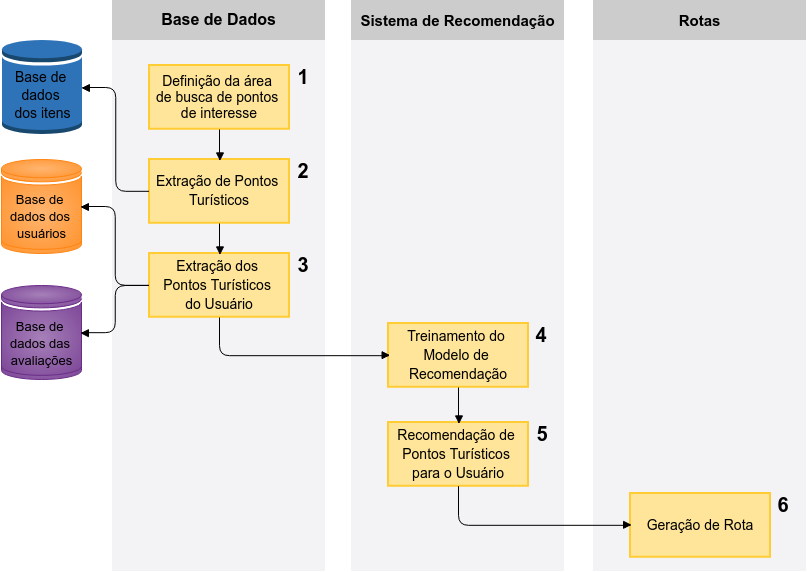 Base de Dados
Sistema de Recomendação
Rotas
Base de
dados
dos itens
Base de
dados dos
usuários
Base de
dados das
avaliações
Definição da área
de busca de pontos
de interesse
1
Extração de Pontos
Turísticos
2
Extração dos
Pontos Turísticos
do Usuário
3
Treinamento do
Modelo de
Recomendação
4
Recomendação de
Pontos Turísticos
para o Usuário
5
Geração de Rota
6